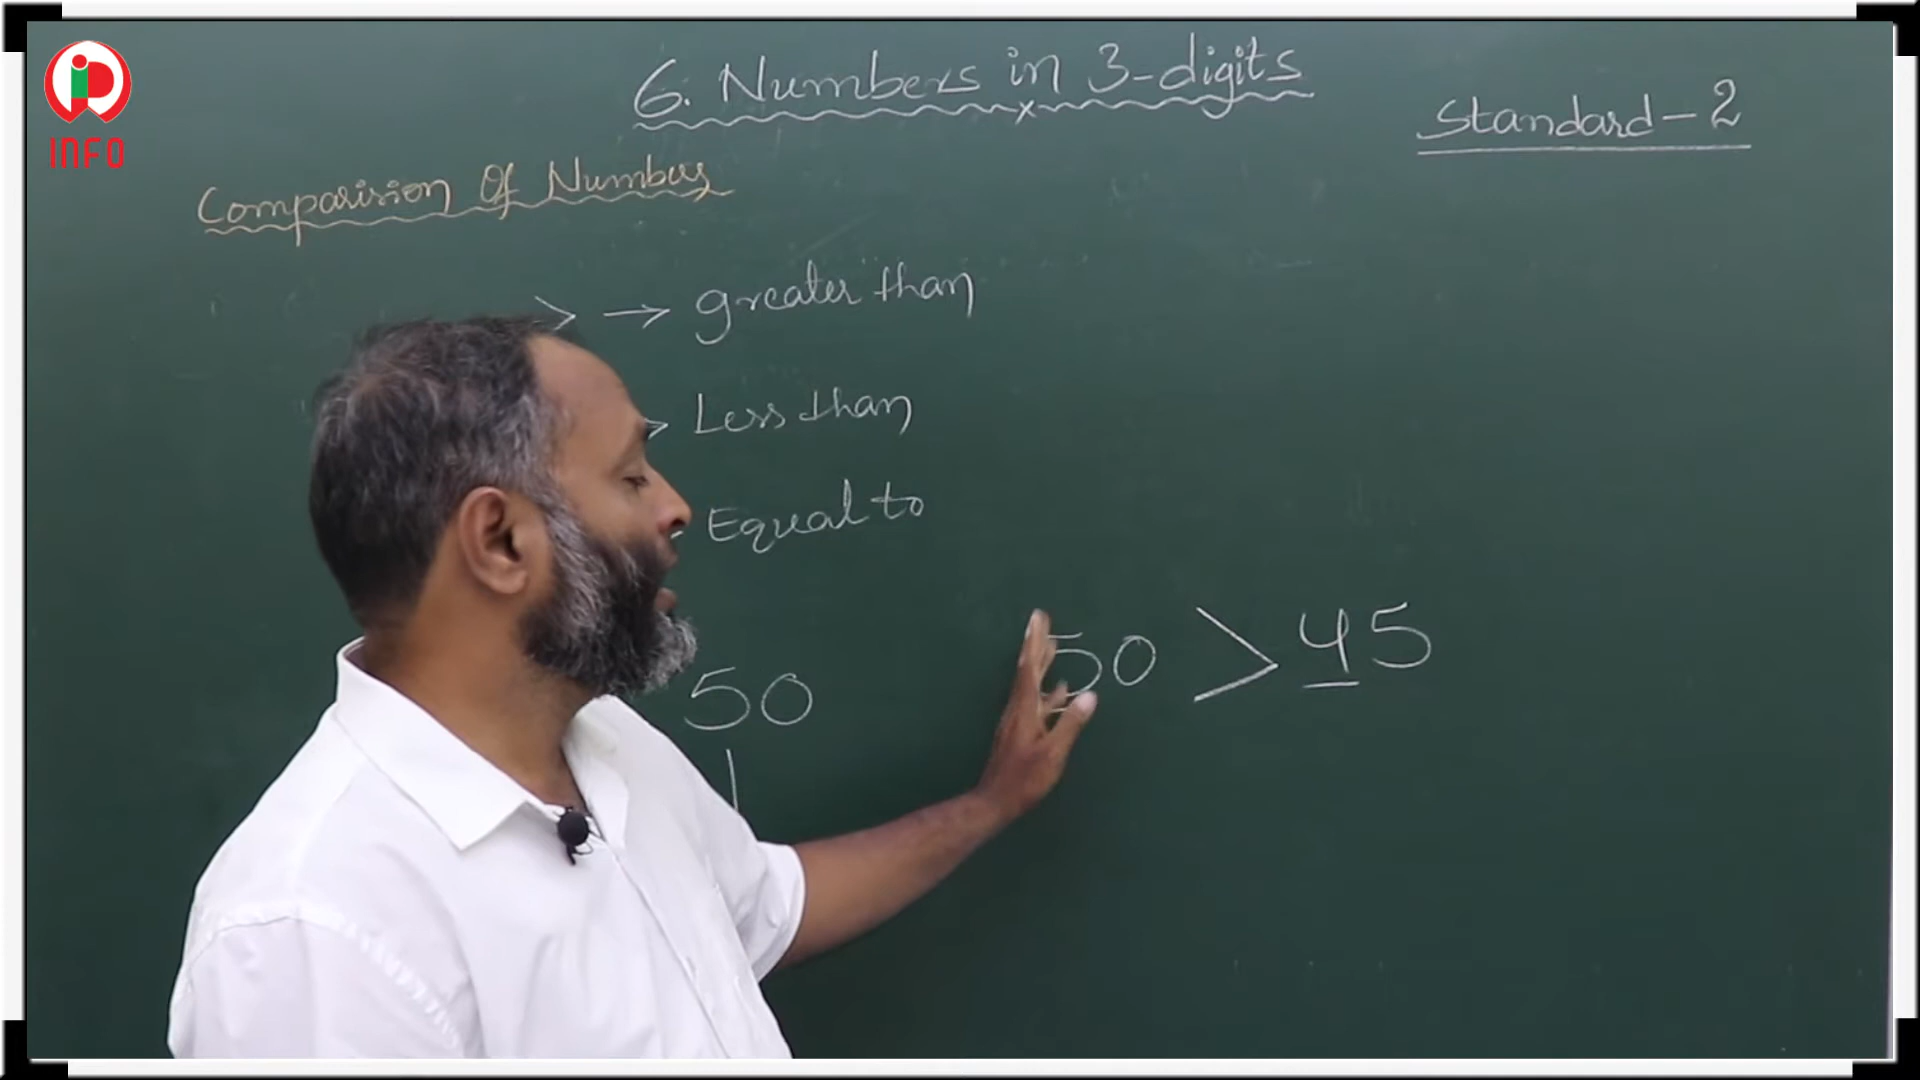 INFO
6. Numbers in 3-digits
Standard - 2
Comparision Of Numbers
> → greater than
Less than
Equal to
50 > 45
50